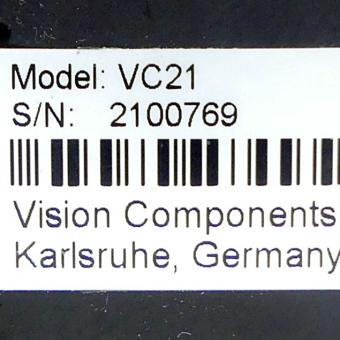 Model: VC21
S/N: 2100769
Vision Components
Karlsruhe, Germany